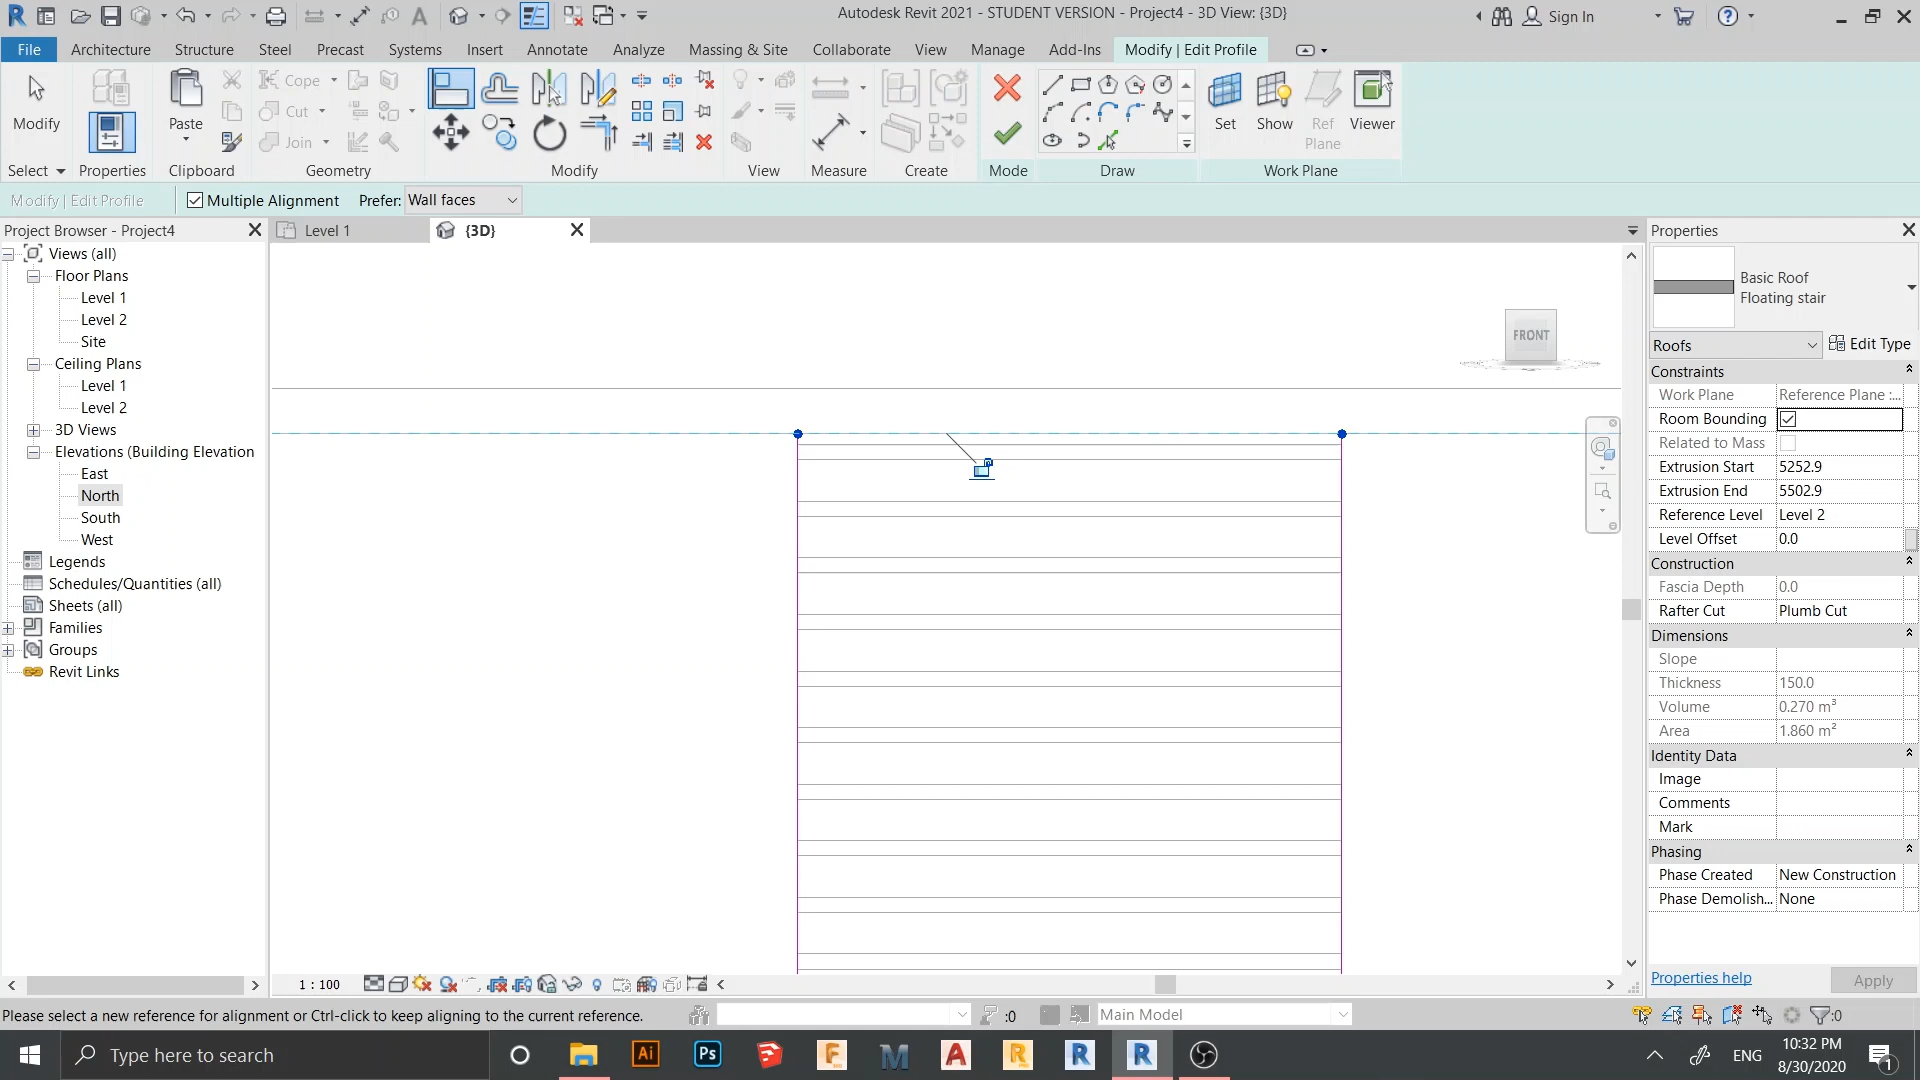 Autodesk Revit 2021 - STUDENT VERSION - Project4 - 3D View: {3D}
Sign In
File Architecture Structure Steel Precast Systems Insert Annotate Analyze Massing & Site Collaborate View Manage Add-Ins Modify | Edit Profile
Cope
Cut
Join
Modify
Paste
Set
Show
Ref
Plane
Viewer
Select Properties Clipboard Geometry Modify View Measure Create Mode Draw Work Plane
Modify | Edit Profile
Multiple Alignment Prefer: Wall faces
Project Browser - Project4
Level 1
{3D}
Views (all)
Floor Plans
Level 1
Level 2
Site
Ceiling Plans
Level 1
Level 2
3D Views
Elevations (Building Elevation
East
North
South
West
Legends
Schedules/Quantities (all)
Sheets (all)
Families
Groups
Revit Links
FRONT
Properties
Basic Roof
Floating stair
Roofs
Edit Type
Constraints
Work Plane Reference Plane :...
Room Bounding
Related to Mass
Extrusion Start 5252.9
Extrusion End 5502.9
Reference Level Level 2
Level Offset 0.0
Construction
Fascia Depth 0.0
Rafter Cut Plumb Cut
Dimensions
Slope
Thickness 150.0
Volume 0.270 m³
Area 1.860 m²
Identity Data
Image
Comments
Mark
Phasing
Phase Created New Construction
Phase Demolish... None
Properties help
Apply
1 : 100
Please select a new reference for alignment or Ctrl-click to keep aligning to the current reference.
:0
Main Model
:0
Type here to search
Ai
Ps
ENG
10:32 PM
8/30/2020
1